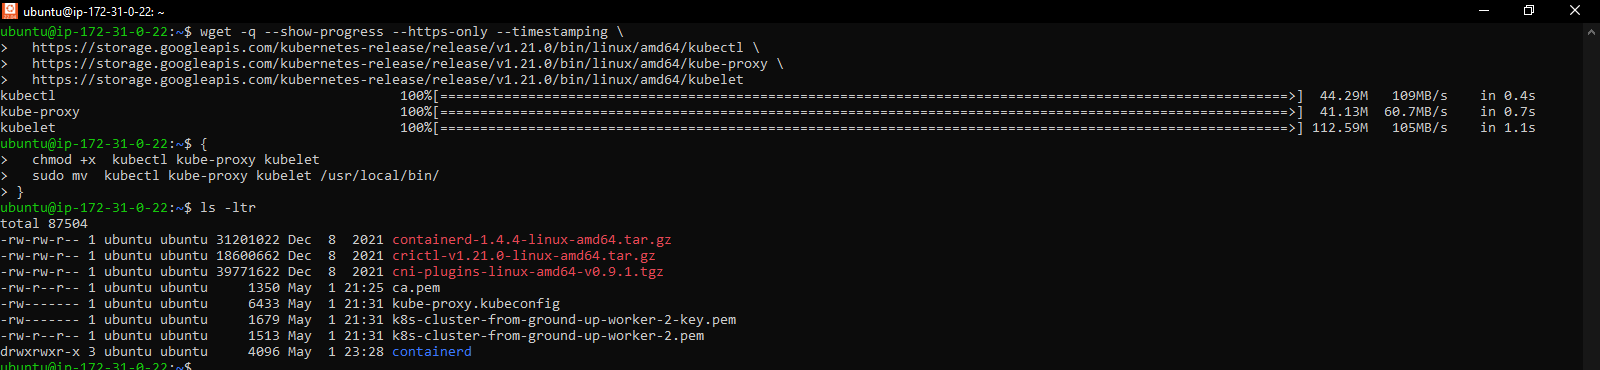 ubuntu@ip-172-31-0-22: ~
ubuntu@ip-172-31-0-22:~$ wget -q --show-progress --https-only --timestamping \
>   https://storage.googleapis.com/kubernetes-release/release/v1.21.0/bin/linux/amd64/kubectl \
>   https://storage.googleapis.com/kubernetes-release/release/v1.21.0/bin/linux/amd64/kube-proxy \
>   https://storage.googleapis.com/kubernetes-release/release/v1.21.0/bin/linux/amd64/kubelet
kubectl 100%[==========================================================================================================>] 44.29M 109MB/s in 0.4s
kube-proxy 100%[==========================================================================================================>] 41.13M 60.7MB/s in 0.7s
kubelet 100%[==========================================================================================================>] 112.59M 105MB/s in 1.1s
ubuntu@ip-172-31-0-22:~$ {
>   chmod +x  kubectl kube-proxy kubelet
>   sudo mv  kubectl kube-proxy kubelet /usr/local/bin/
> }
ubuntu@ip-172-31-0-22:~$ ls -ltr
total 87504
-rw-rw-r-- 1 ubuntu ubuntu 31201022 Dec  8  2021 containerd-1.4.4-linux-amd64.tar.gz
-rw-rw-r-- 1 ubuntu ubuntu 18600662 Dec  8  2021 crictl-v1.21.0-linux-amd64.tar.gz
-rw-rw-r-- 1 ubuntu ubuntu 39771622 Dec  8  2021 cni-plugins-linux-amd64-v0.9.1.tgz
-rw-r--r-- 1 ubuntu ubuntu     1350 May  1 21:25 ca.pem
-rw------- 1 ubuntu ubuntu     6433 May  1 21:31 kube-proxy.kubeconfig
-rw------- 1 ubuntu ubuntu     1679 May  1 21:31 k8s-cluster-from-ground-up-worker-2-key.pem
-rw-r--r-- 1 ubuntu ubuntu     1513 May  1 21:31 k8s-cluster-from-ground-up-worker-2.pem
drwxrwxr-x 3 ubuntu ubuntu     4096 May  1 23:28 containerd
ubuntu@ip-172-31-0-22:~$